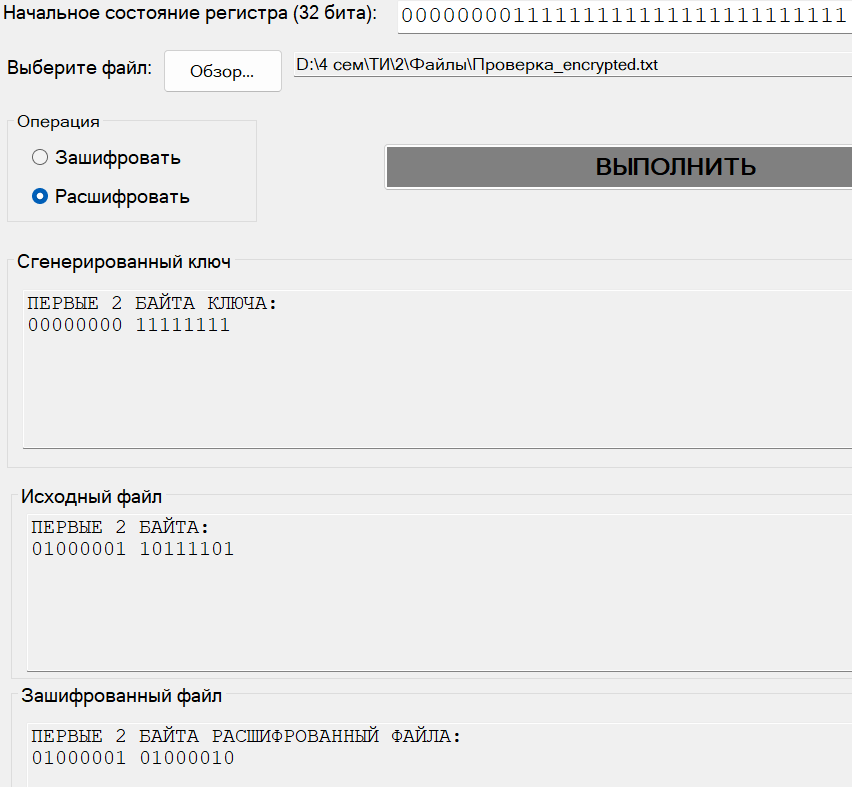 Начальное состояние регистра (32 бита): 00000000111111111111111111111111
Выберите файл: Обзор... D:\4 сем\ТИ\2\Файлы\Проверка_encrypted.txt
Операция
Зашифровать
ВЫПОЛНИТЬ
Расшифровать
Сгенерированный ключ
ПЕРВЫЕ 2 БАЙТА КЛЮЧА:
00000000 11111111
Исходный файл
ПЕРВЫЕ 2 БАЙТА:
01000001 10111101
Зашифрованный файл
ПЕРВЫЕ 2 БАЙТА РАСШИФРОВАННЫЙ ФАЙЛА:
01000001 01000010